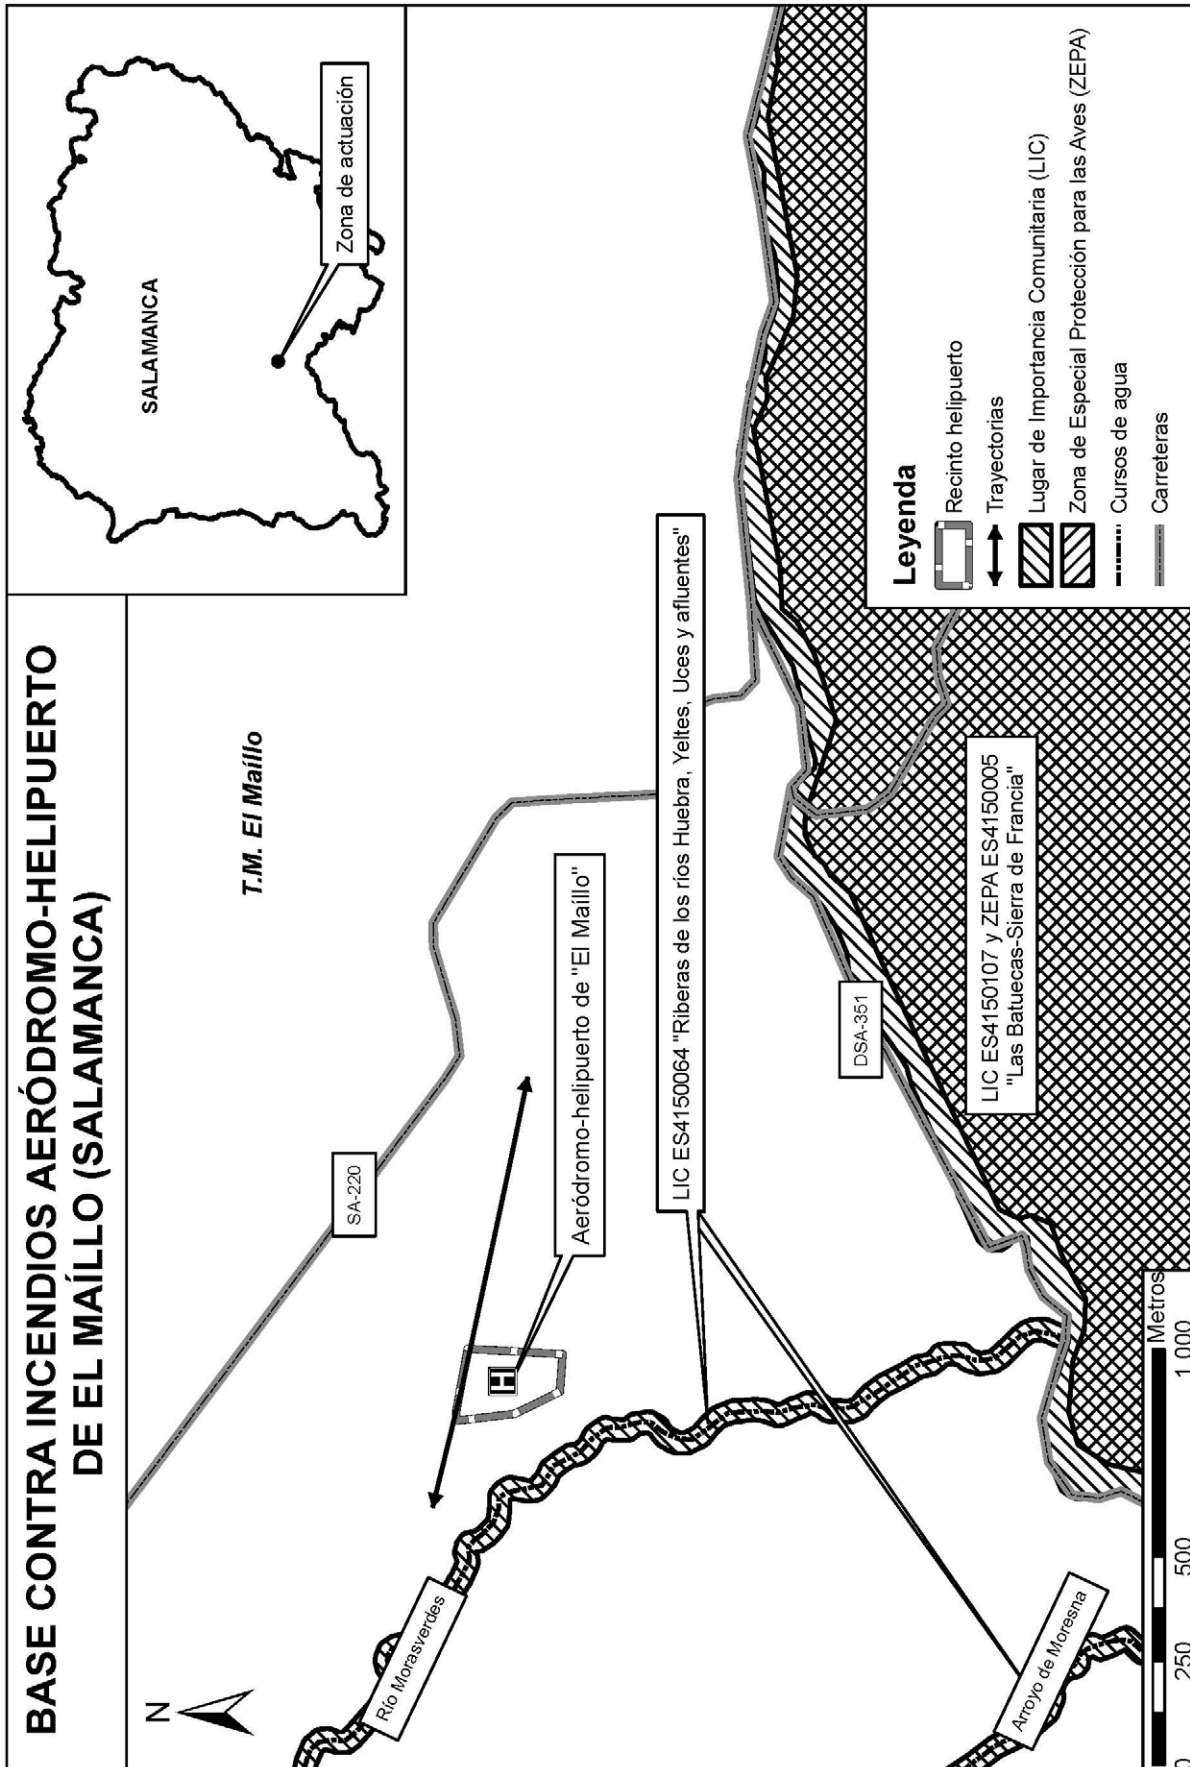 BASE CONTRA INCENDIOS AERÓDROMO-HELIPUERTO
DE EL MAÍLLO (SALAMANCA)
N
T.M. El Maíllo
SALAMANCA
Zona de actuación
SA-220
Río Morasverdes
Aeródromo-helipuerto de "El Maíllo"
H
LIC ES4150064 "Riberas de los ríos Huebra, Yeltes, Uces y afluentes"
DSA-351
LIC ES4150107 y ZEPA ES4150005
"Las Batuecas-Sierra de Francia"
Arroyo de Moresna
Leyenda
Recinto helipuerto
Trayectorias
Lugar de Importancia Comunitaria (LIC)
Zona de Especial Protección para las Aves (ZEPA)
Cursos de agua
Carreteras
Metros
0 250 500 1.000